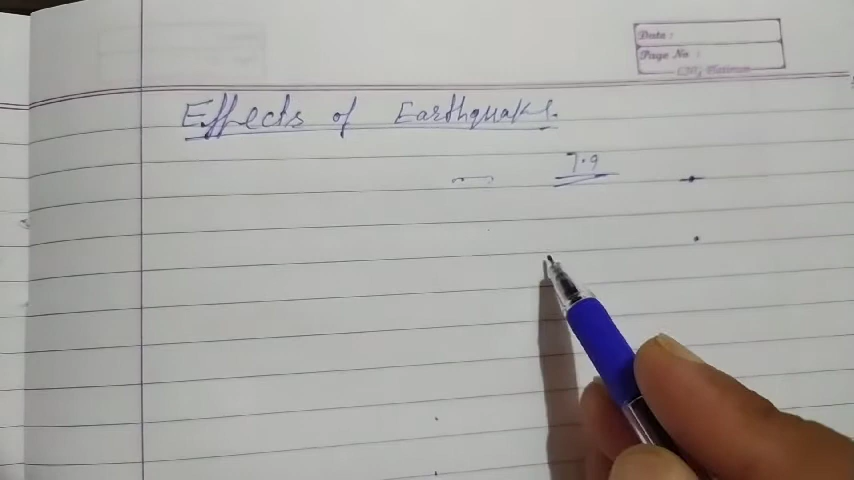 Date :
Page No :
Effects of Earthquake.
7.9